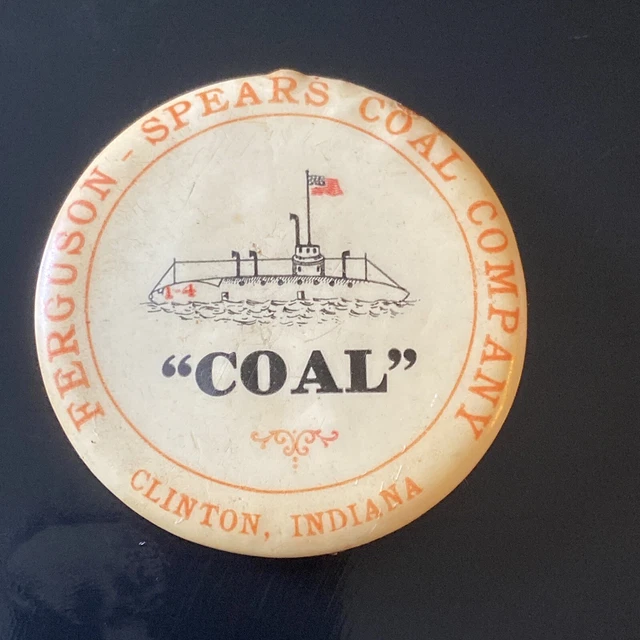 FERGUSON - SPEARS COAL COMPANY
1-4
“COAL”
CLINTON, INDIANA